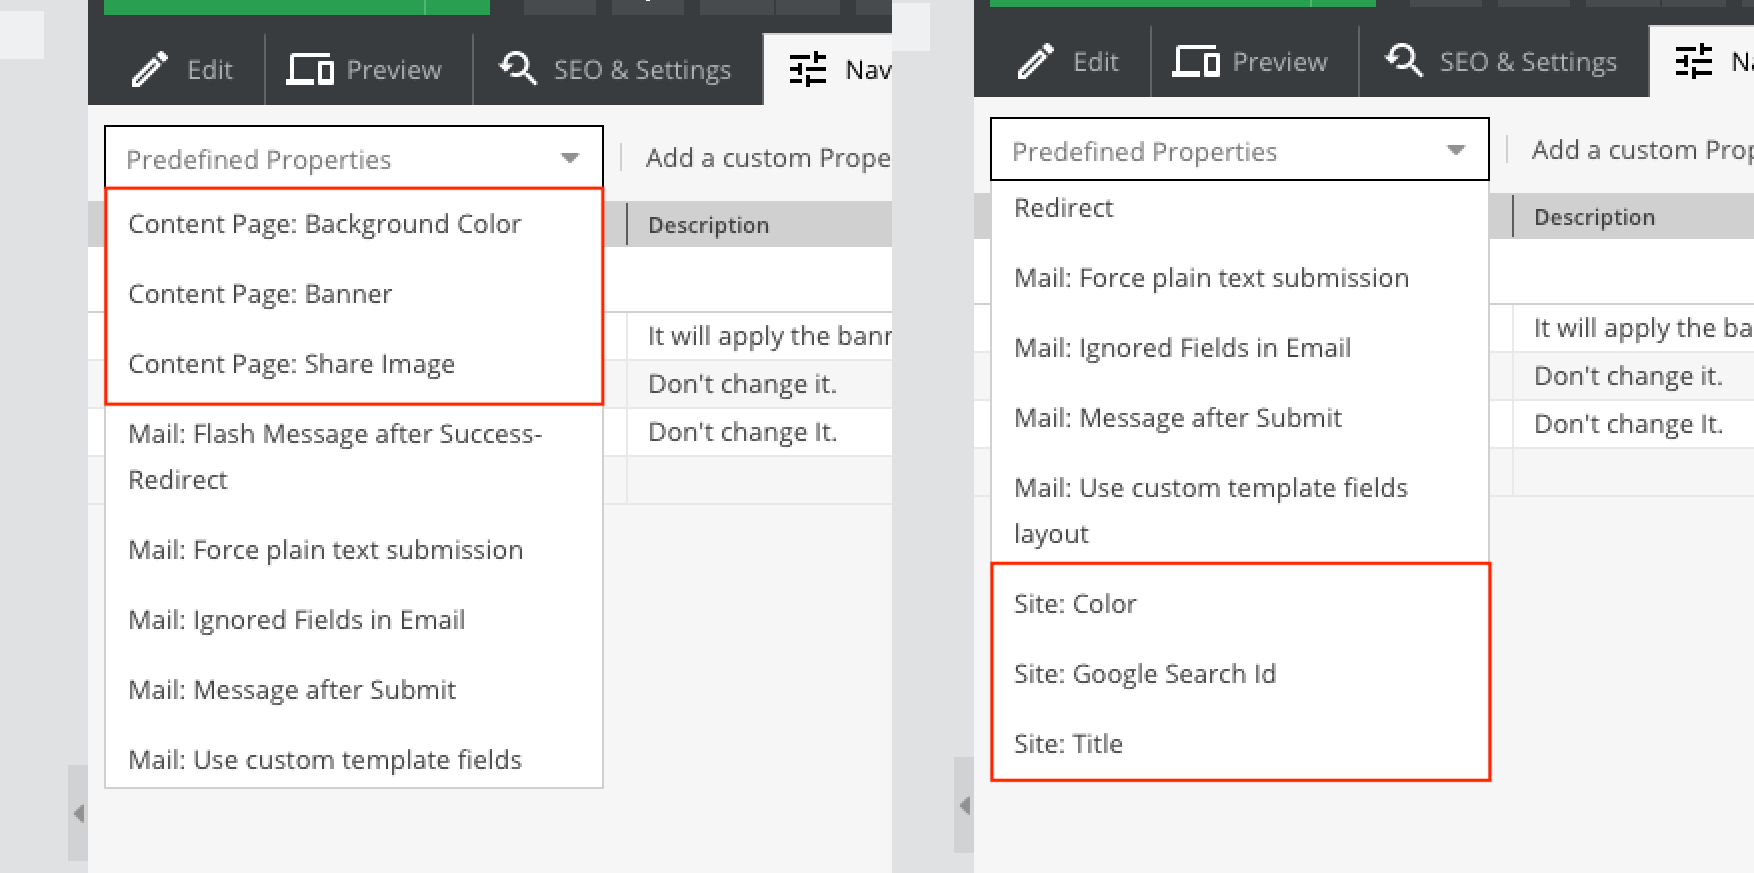 Edit
Preview
SEO & Settings
Nav
Predefined Properties
Add a custom Prope
Content Page: Background Color
Description
Content Page: Banner
It will apply the bann
Content Page: Share Image
Don't change it.
Mail: Flash Message after Success-
Don't change It.
Redirect
Mail: Force plain text submission
Mail: Ignored Fields in Email
Mail: Message after Submit
Mail: Use custom template fields
Edit
Preview
SEO & Settings
Predefined Properties
Add a custom Prop
Redirect
Description
Mail: Force plain text submission
It will apply the ba
Mail: Ignored Fields in Email
Don't change it.
Mail: Message after Submit
Don't change It.
Mail: Use custom template fields
layout
Site: Color
Site: Google Search Id
Site: Title